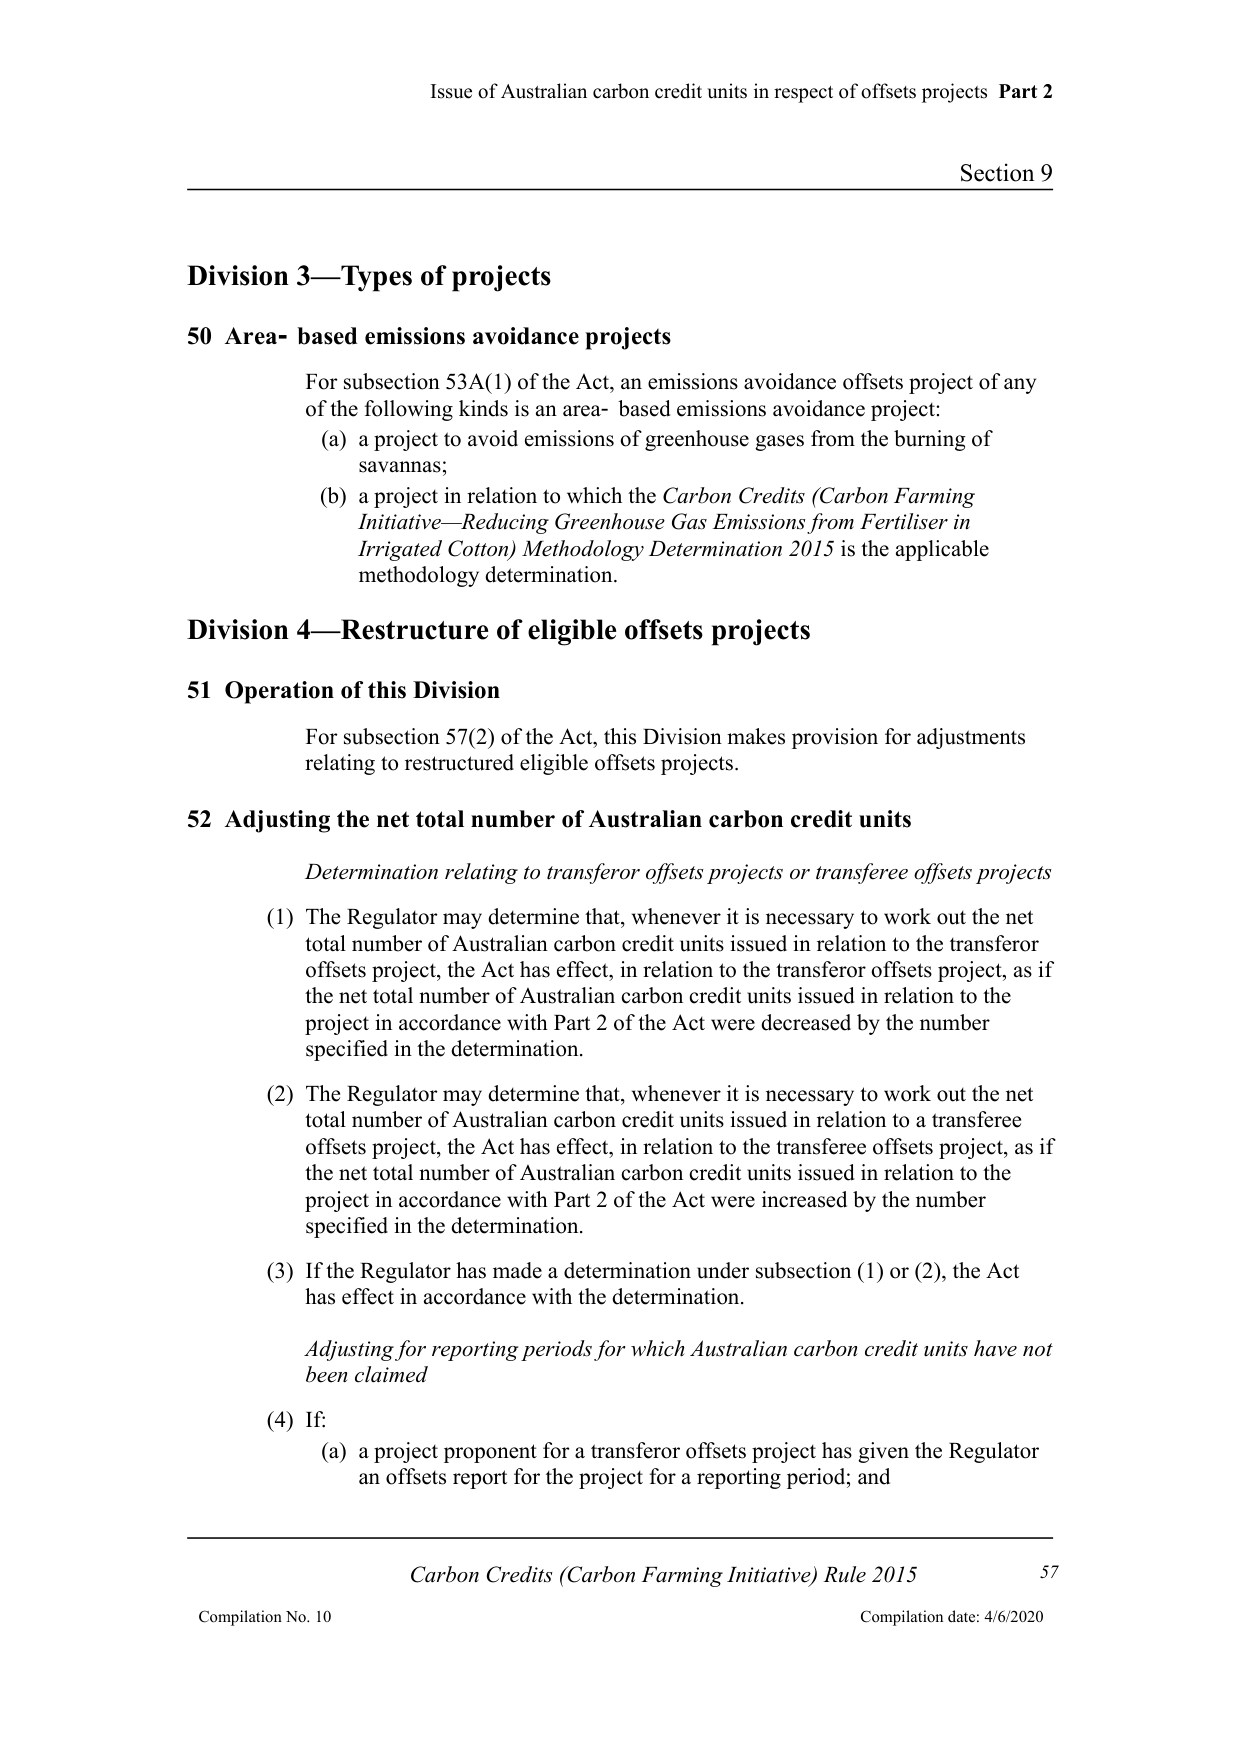 Issue of Australian carbon credit units in respect of offsets projects Part 2
Section 9
Division 3—Types of projects
50 Area- based emissions avoidance projects
For subsection 53A(1) of the Act, an emissions avoidance offsets project of any
of the following kinds is an area- based emissions avoidance project:
(a) a project to avoid emissions of greenhouse gases from the burning of
savannas;
(b) a project in relation to which the Carbon Credits (Carbon Farming
Initiative—Reducing Greenhouse Gas Emissions from Fertiliser in
Irrigated Cotton) Methodology Determination 2015 is the applicable
methodology determination.
Division 4—Restructure of eligible offsets projects
51 Operation of this Division
For subsection 57(2) of the Act, this Division makes provision for adjustments
relating to restructured eligible offsets projects.
52 Adjusting the net total number of Australian carbon credit units
Determination relating to transferor offsets projects or transferee offsets projects
(1) The Regulator may determine that, whenever it is necessary to work out the net
total number of Australian carbon credit units issued in relation to the transferor
offsets project, the Act has effect, in relation to the transferor offsets project, as if
the net total number of Australian carbon credit units issued in relation to the
project in accordance with Part 2 of the Act were decreased by the number
specified in the determination.
(2) The Regulator may determine that, whenever it is necessary to work out the net
total number of Australian carbon credit units issued in relation to a transferee
offsets project, the Act has effect, in relation to the transferee offsets project, as if
the net total number of Australian carbon credit units issued in relation to the
project in accordance with Part 2 of the Act were increased by the number
specified in the determination.
(3) If the Regulator has made a determination under subsection (1) or (2), the Act
has effect in accordance with the determination.
Adjusting for reporting periods for which Australian carbon credit units have not
been claimed
(4) If:
(a) a project proponent for a transferor offsets project has given the Regulator
an offsets report for the project for a reporting period; and
Carbon Credits (Carbon Farming Initiative) Rule 2015 57
Compilation No. 10 Compilation date: 4/6/2020